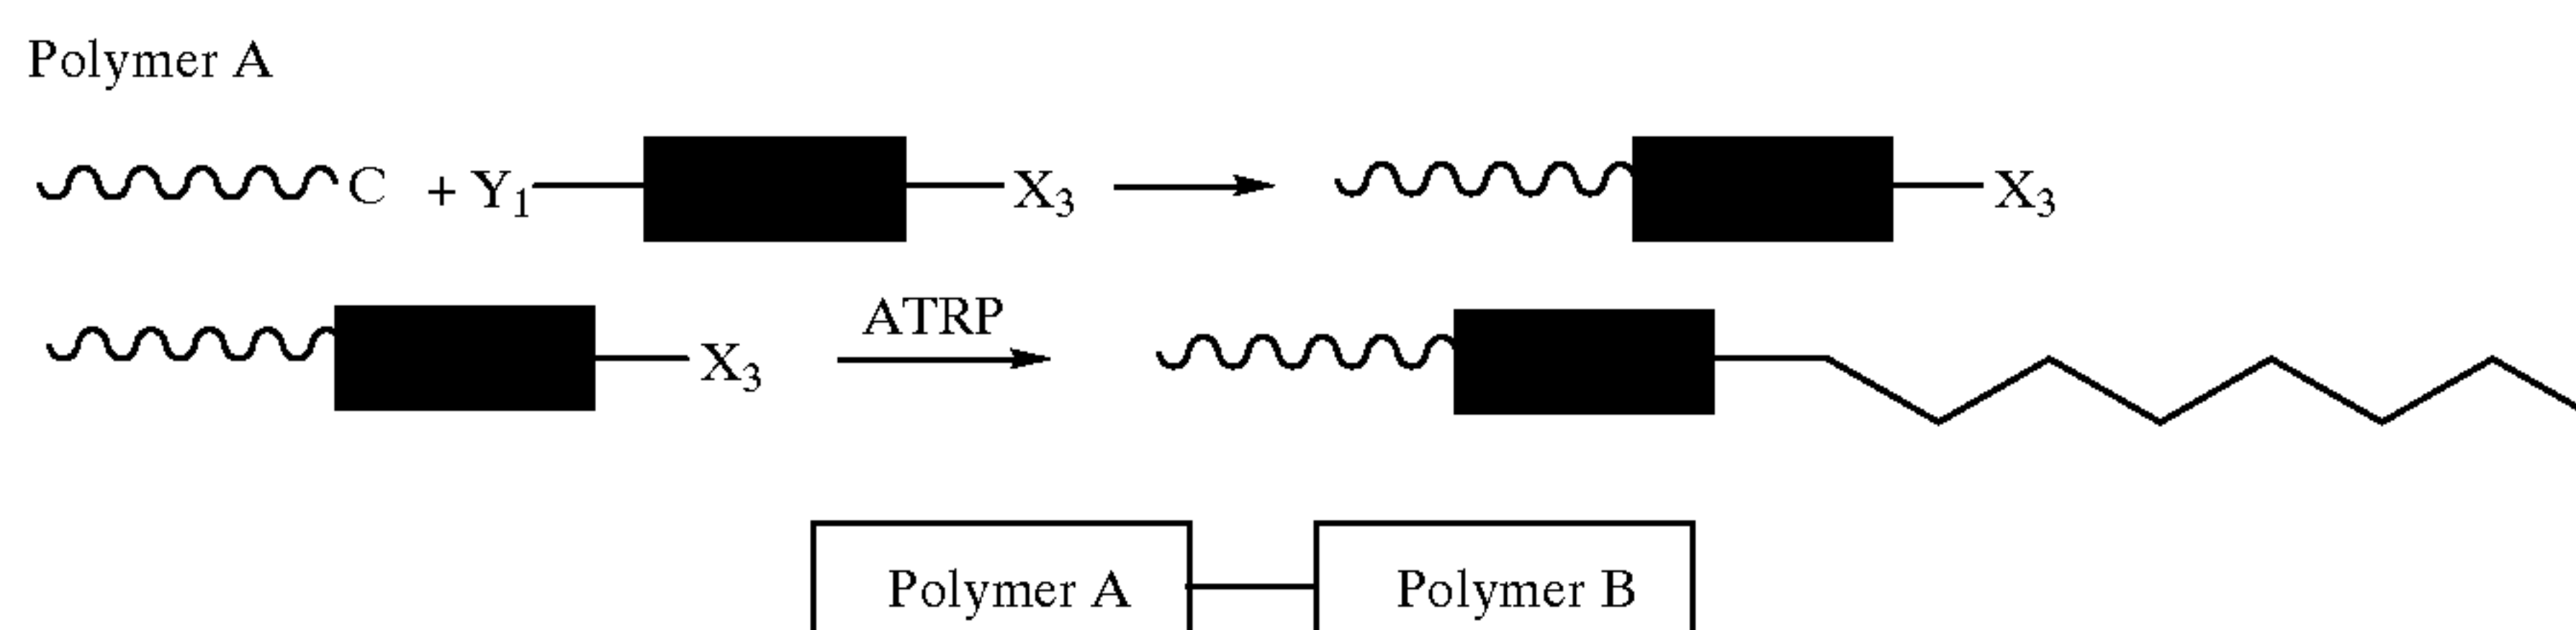 Polymer A
C + Y₁ X₃ X₃
X₃ ATRP
Polymer A Polymer B